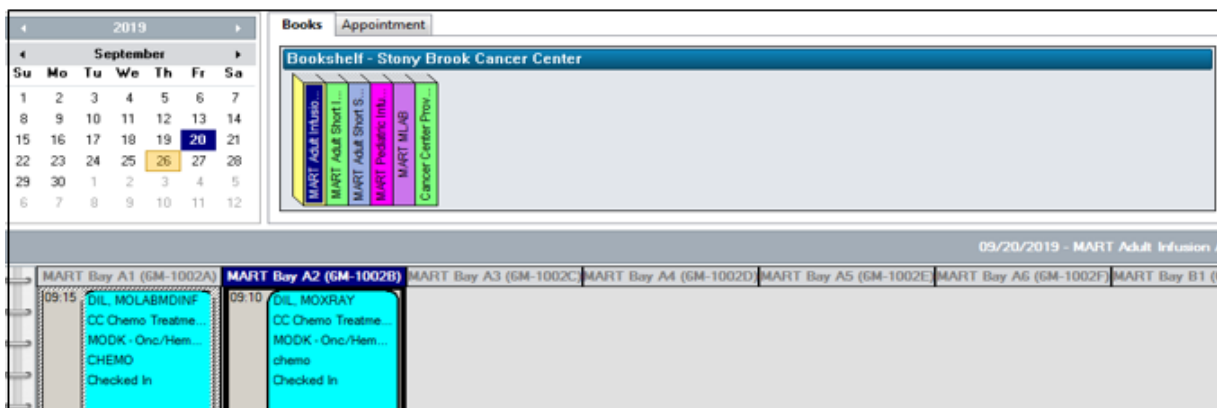 2019
September
Su Mo Tu We Th Fr Sa
1 2 3 4 5 6 7
8 9 10 11 12 13 14
15 16 17 18 19 20 21
22 23 24 25 26 27 28
29 30 1 2 3 4 5
6 7 8 9 10 11 12
Books Appointment
Bookshelf - Stony Brook Cancer Center
MART Adult Infusio...
MART Adult Short I...
MART Adult Short S...
MART Pediatric Infu...
MART MLAB
Cancer Center Prov...
09/20/2019 - MART Adult Infusion
MART Bay A1 (6M-1002A) MART Bay A2 (6M-1002B) MART Bay A3 (6M-1002C) MART Bay A4 (6M-1002D) MART Bay A5 (6M-1002E) MART Bay A6 (6M-1002F) MART Bay B1
09:15
DIL, MOLABMDINF
CC Chemo Treatme...
MODK - Onc/Hem...
CHEMO
Checked In
09:10
DIL, MOXRAY
CC Chemo Treatme...
MODK - Onc/Hem...
chemo
Checked In